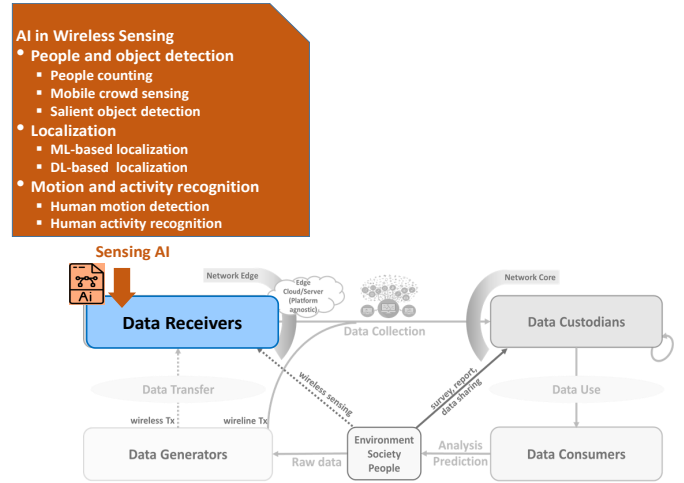 AI in Wireless Sensing
• People and object detection
▪ People counting
▪ Mobile crowd sensing
▪ Salient object detection
• Localization
▪ ML-based localization
▪ DL-based localization
• Motion and activity recognition
▪ Human motion detection
▪ Human activity recognition
Sensing AI
Ai
Network Edge
Edge
Cloud/Server
(Platform
agnostic)
Network Core
Data Receivers
Data Collection
Data Custodians
Data Transfer
wireless sensing
survey, report,
data sharing
Data Use
wireless Tx
wireline Tx
Data Generators
Raw data
Environment
Society
People
Analysis
Prediction
Data Consumers